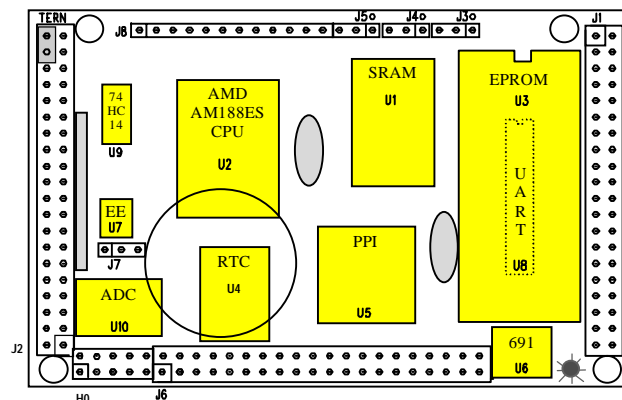 TERN
J8
J5
J4
J3
J1
AMD
AM188ES
CPU
U2
SRAM
U1
EPROM
U3
74
HC
14
U9
UART
U8
EE
U7
J7
RTC
U4
PPI
U5
ADC
U10
691
U6
J2
H0
J6